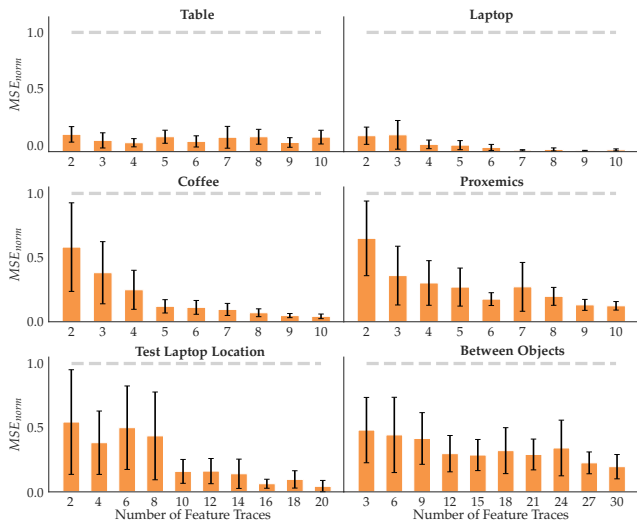 Table
Laptop
MSE_norm
1.0
0.5
0.0
2 3 4 5 6 7 8 9 10
2 3 4 5 6 7 8 9 10
Coffee
Proxemics
MSE_norm
1.0
0.5
0.0
2 3 4 5 6 7 8 9 10
2 3 4 5 6 7 8 9 10
Test Laptop Location
Between Objects
MSE_norm
1.0
0.5
0.0
2 4 6 8 10 12 14 16 18 20
3 6 9 12 15 18 21 24 27 30
Number of Feature Traces
Number of Feature Traces